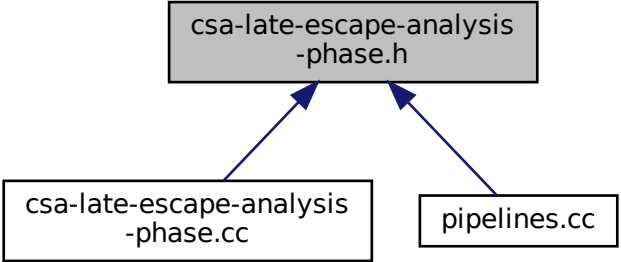 csa-late-escape-analysis
-phase.h
csa-late-escape-analysis
-phase.cc
pipelines.cc